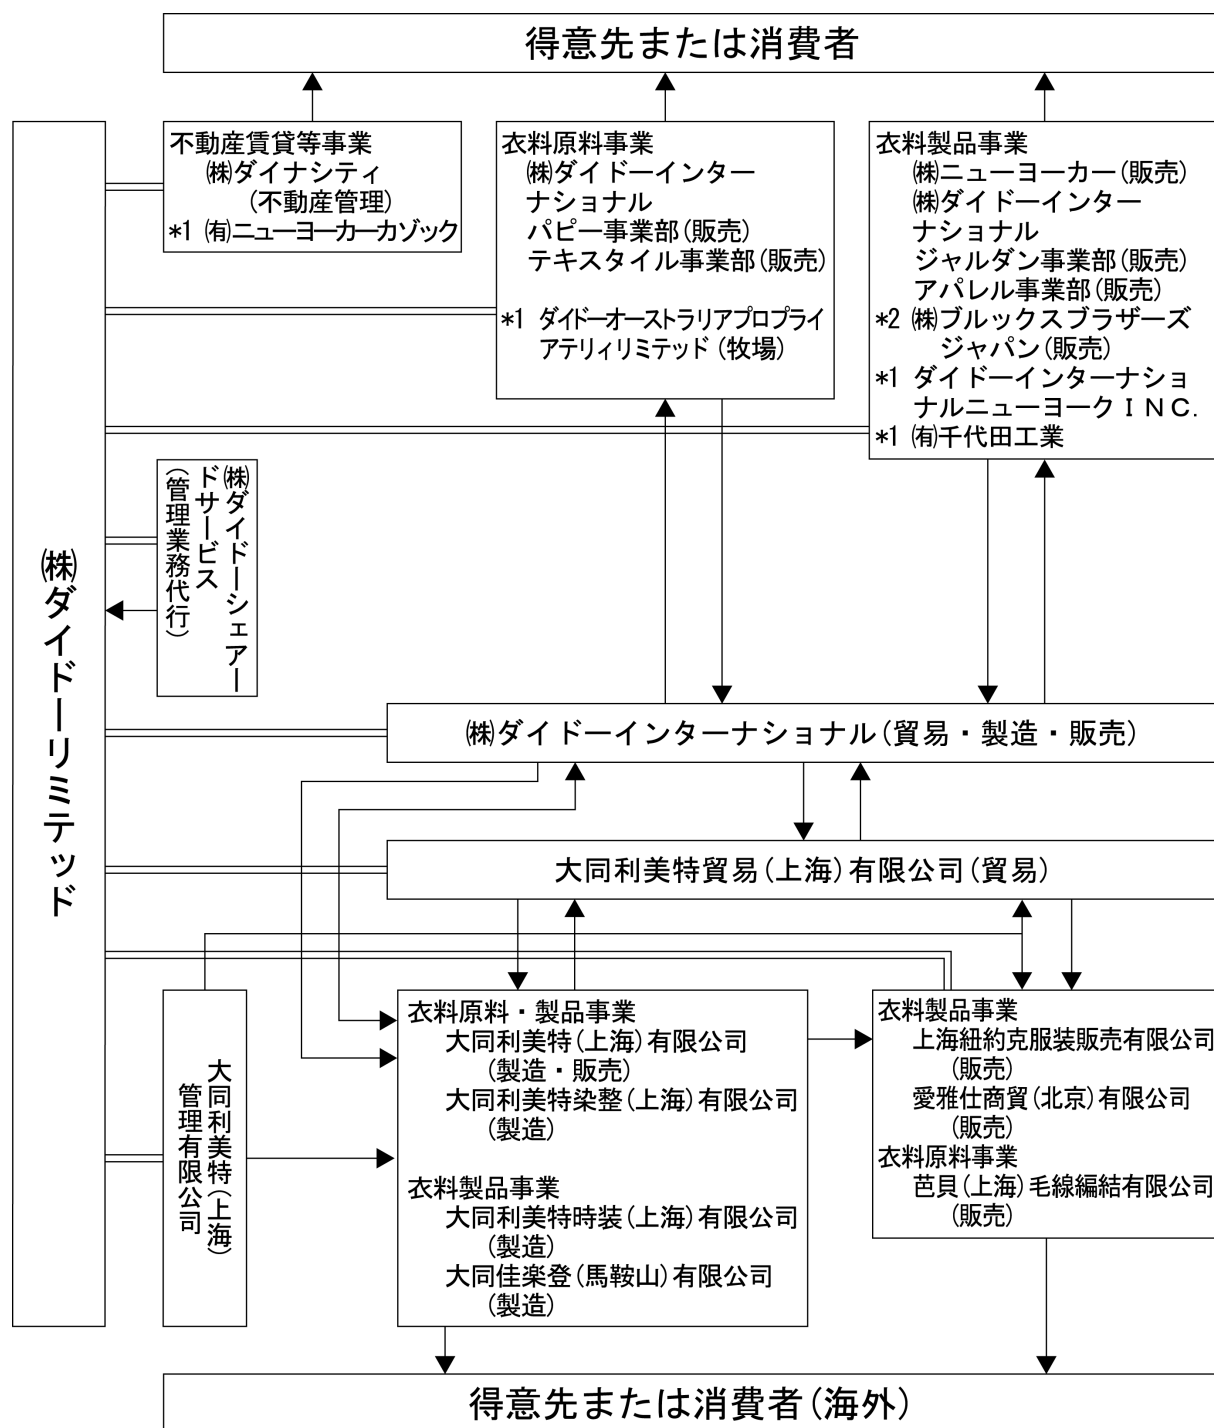 得意先または消費者
不動産賃貸等事業
㈱ダイナシティ
(不動産管理)
*1 ㈲ニューヨーカーカゾック
衣料原料事業
㈱ダイドーインター
ナショナル
パピー事業部(販売)
テキスタイル事業部(販売)
*1 ダイドーオーストラリアプロプライ
アテリィリミテッド(牧場)
衣料製品事業
㈱ニューヨーカー(販売)
㈱ダイドーインター
ナショナル
ジャルダン事業部(販売)
アパレル事業部(販売)
*2 ㈱ブルックスブラザーズ
ジャパン(販売)
*1 ダイドーインターナショ
ナルニューヨークINC.
*1 ㈲千代田工業
㈱ダイドーリミテッド
㈱ダイドーシェアー
ドサービス
(管理業務代行)
㈱ダイドーインターナショナル(貿易・製造・販売)
大同利美特貿易(上海)有限公司(貿易)
大同利美特(上海)
管理有限公司
衣料原料・製品事業
大同利美特(上海)有限公司
(製造・販売)
大同利美特染整(上海)有限公司
(製造)
衣料製品事業
大同利美特時装(上海)有限公司
(製造)
大同佳楽登(馬鞍山)有限公司
(製造)
衣料製品事業
上海紐約克服装販売有限公司
(販売)
愛雅仕商貿(北京)有限公司
(販売)
衣料原料事業
芭貝(上海)毛線編結有限公司
(販売)
得意先または消費者(海外)